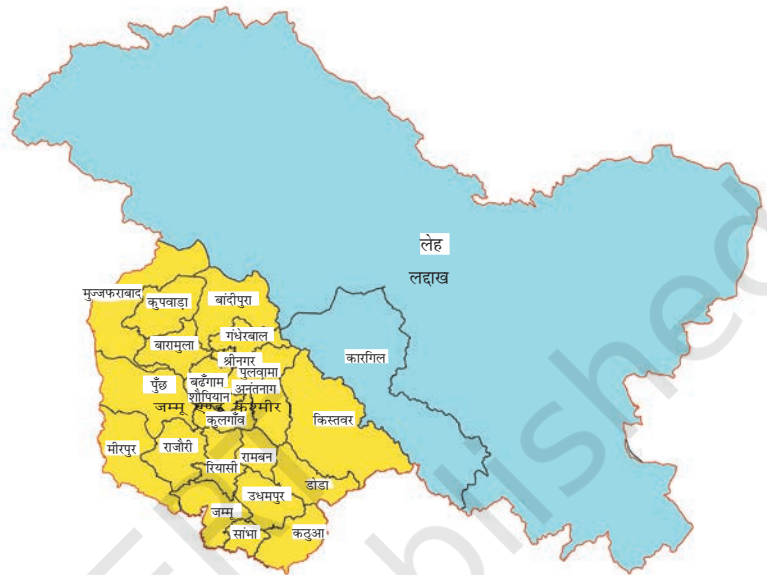 लेह
लद्दाख
मुज्जफराबाद
कुपवाड़ा
बांदीपुरा
गंधेरबाल
बारामुला
श्रीनगर
कारगिल
पुलवामा
पुँछ
बढँगाम
अनंतनाग
शौपियान
जम्मू एण्ड कश्मीर
किस्तवर
कुलगाँव
मीरपुर
राजौरी
रामबन
रियासी
डोडा
उधमपुर
जम्मू
सांभा
कठुआ